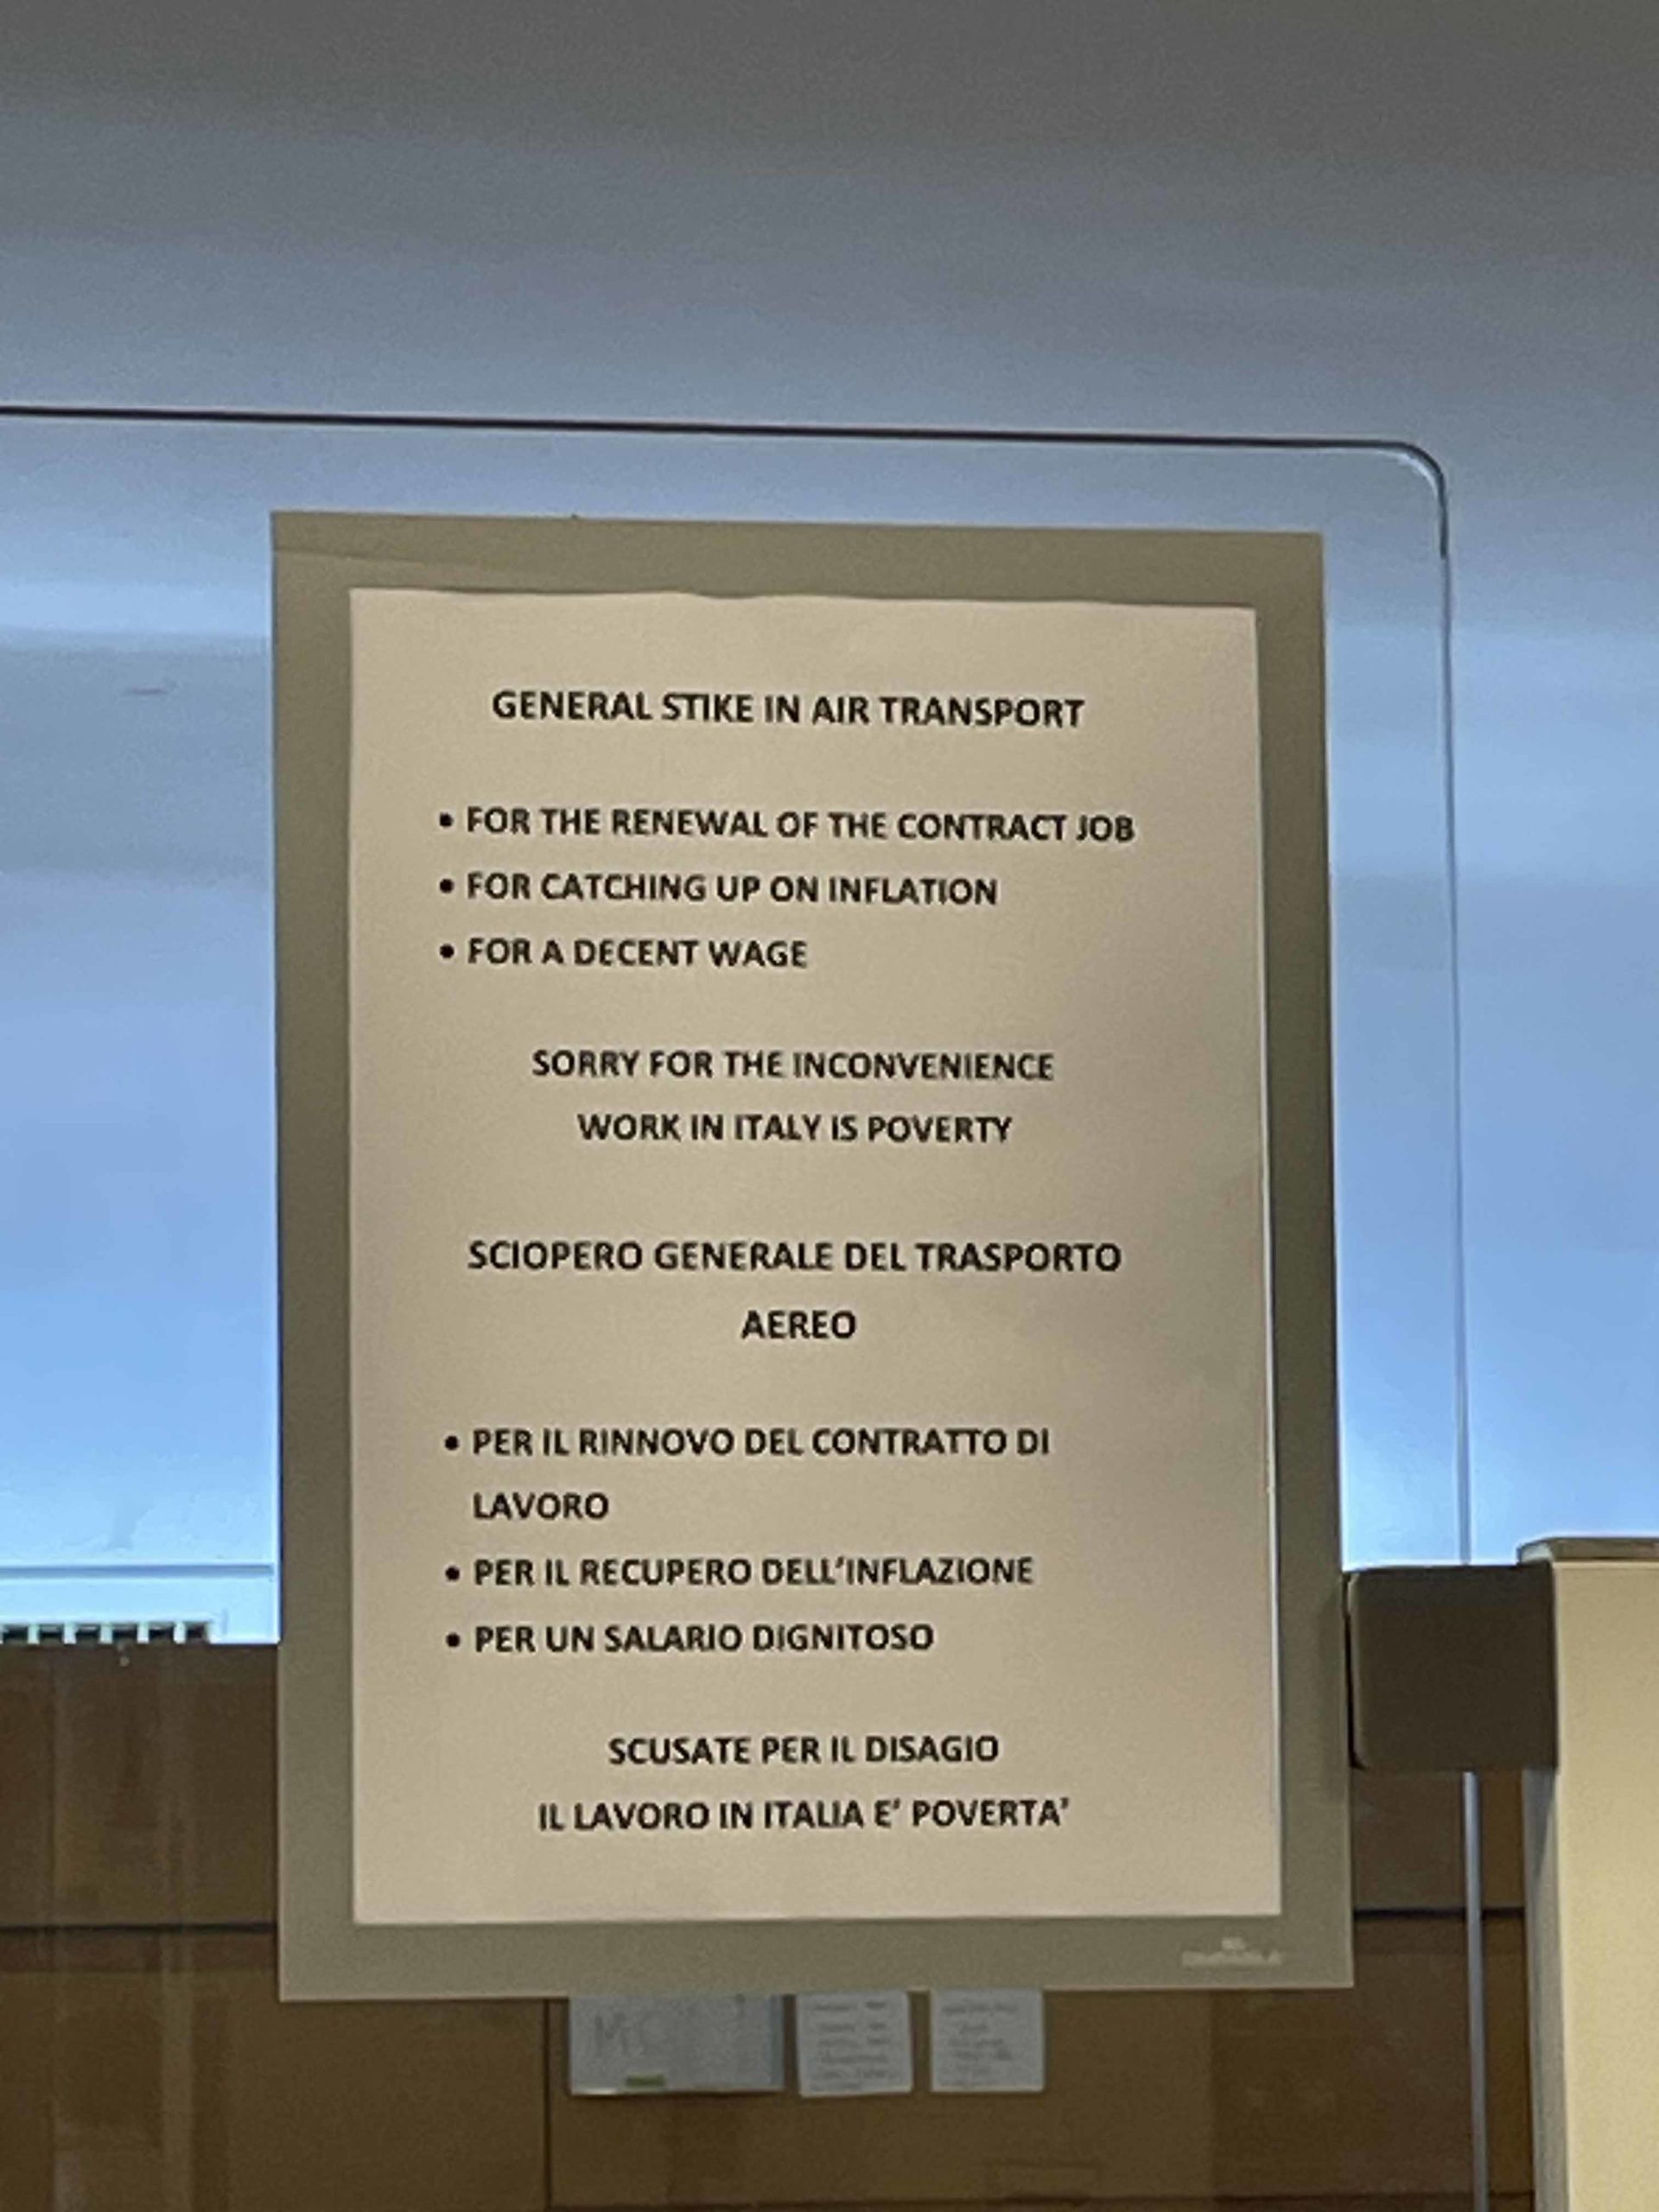 GENERAL STIKE IN AIR TRANSPORT
• FOR THE RENEWAL OF THE CONTRACT JOB
• FOR CATCHING UP ON INFLATION
• FOR A DECENT WAGE
SORRY FOR THE INCONVENIENCE
WORK IN ITALY IS POVERTY
SCIOPERO GENERALE DEL TRASPORTO
AEREO
• PER IL RINNOVO DEL CONTRATTO DI
LAVORO
• PER IL RECUPERO DELL'INFLAZIONE
• PER UN SALARIO DIGNITOSO
SCUSATE PER IL DISAGIO
IL LAVORO IN ITALIA E' POVERTA'